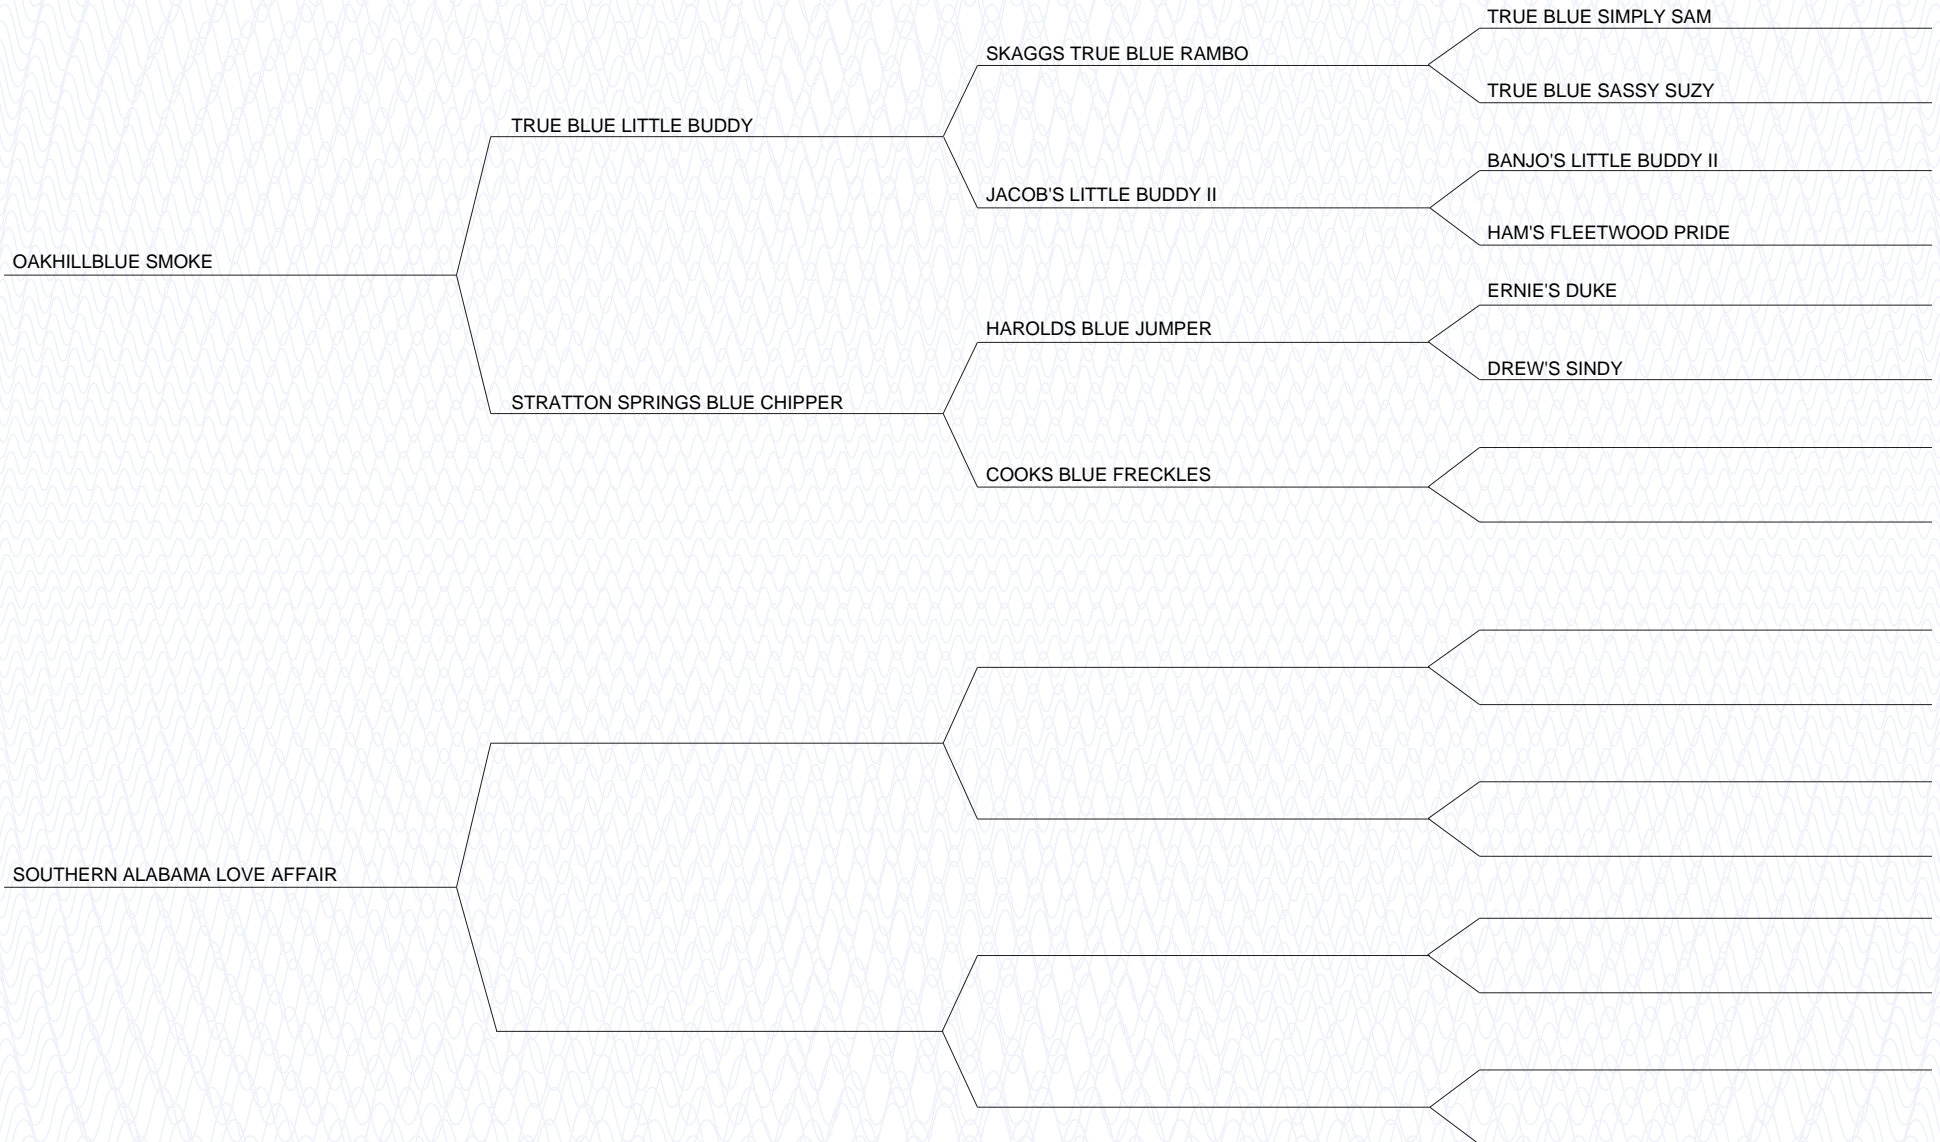 TRUE BLUE SIMPLY SAM
SKAGGS TRUE BLUE RAMBO
TRUE BLUE SASSY SUZY
TRUE BLUE LITTLE BUDDY
BANJO'S LITTLE BUDDY II
JACOB'S LITTLE BUDDY II
HAM'S FLEETWOOD PRIDE
OAKHILLBLUE SMOKE
ERNIE'S DUKE
HAROLDS BLUE JUMPER
DREW'S SINDY
STRATTON SPRINGS BLUE CHIPPER
COOKS BLUE FRECKLES
SOUTHERN ALABAMA LOVE AFFAIR